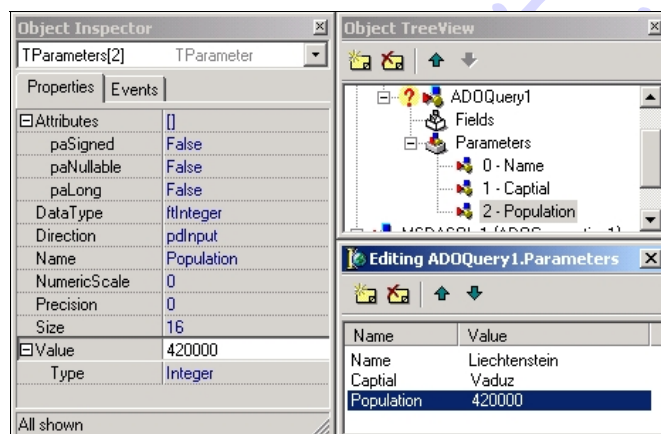 Object Inspector
TParameters[2] TParameter
Properties Events
Attributes []
paSigned False
paNullable False
paLong False
DataType ftInteger
Direction pdInput
Name Population
NumericScale 0
Precision 0
Size 16
Value 420000
Type Integer
All shown
Object TreeView
ADOQuery1
Fields
Parameters
0 - Name
1 - Captial
2 - Population
Editing ADOQuery1.Parameters
Name Value
Name Liechtenstein
Captial Vaduz
Population 420000